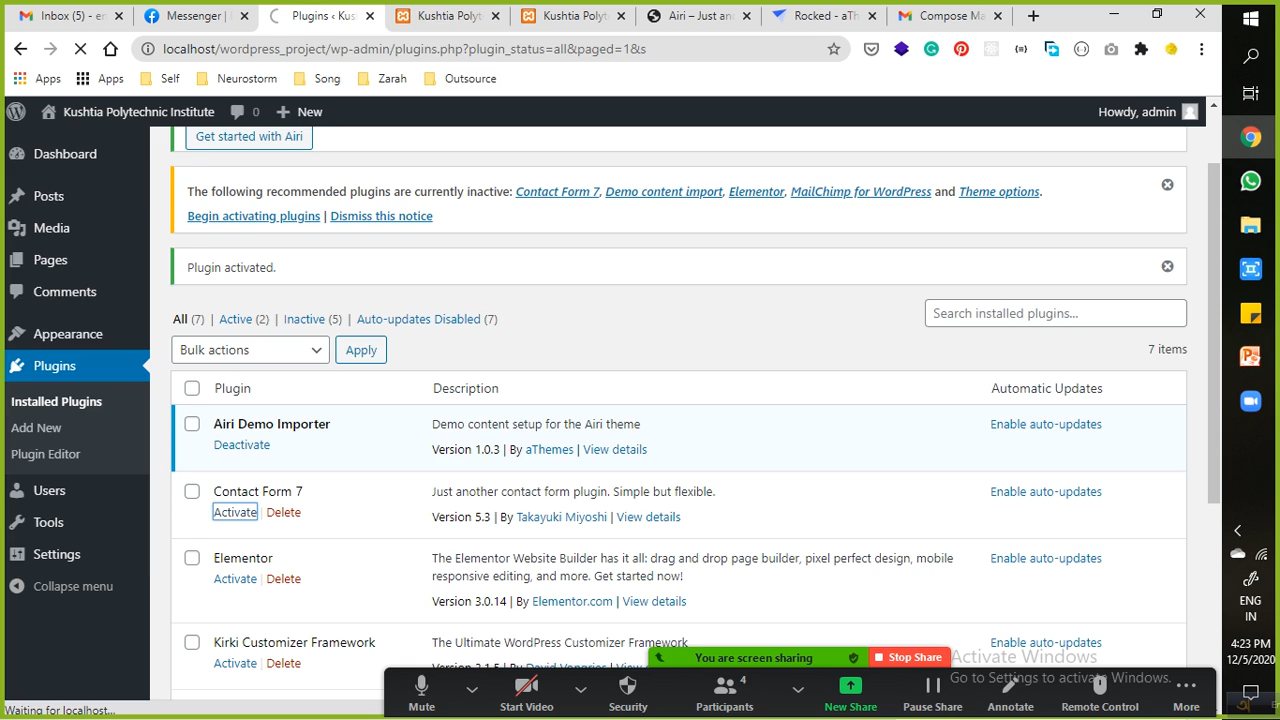 Inbox (5) - em
Messenger |
Plugins ‹ Kus
Kushtia Polyt
Kushtia Polyt
Airi – Just an
Rocked - aTh
Compose Ma
localhost/wordpress_project/wp-admin/plugins.php?plugin_status=all&paged=1&s
Apps
Apps
Self
Neurostorm
Song
Zarah
Outsource
Kushtia Polytechnic Institute
0
New
Howdy, admin
Dashboard
Posts
Media
Pages
Comments
Appearance
Plugins
Installed Plugins
Add New
Plugin Editor
Users
Tools
Settings
Collapse menu
Get started with Airi
The following recommended plugins are currently inactive: Contact Form 7, Demo content import, Elementor, MailChimp for WordPress and Theme options.
Begin activating plugins | Dismiss this notice
Plugin activated.
All (7) | Active (2) | Inactive (5) | Auto-updates Disabled (7)
Search installed plugins...
Bulk actions
Apply
7 items
Plugin
Description
Automatic Updates
Airi Demo Importer
Demo content setup for the Airi theme
Enable auto-updates
Deactivate
Version 1.0.3 | By aThemes | View details
Contact Form 7
Just another contact form plugin. Simple but flexible.
Enable auto-updates
Activate | Delete
Version 5.3 | By Takayuki Miyoshi | View details
Elementor
The Elementor Website Builder has it all: drag and drop page builder, pixel perfect design, mobile
responsive editing, and more. Get started now!
Enable auto-updates
Activate | Delete
Version 3.0.14 | By Elementor.com | View details
Kirki Customizer Framework
The Ultimate WordPress Customizer Framework
Enable auto-updates
Activate | Delete
You are screen sharing
Stop Share
Activate Windows
Go to Settings to activate Windows.
Mute
Start Video
Security
4
Participants
New Share
Pause Share
Annotate
Remote Control
More
Waiting for localhost...
ENG
IN
4:23 PM
12/5/2020